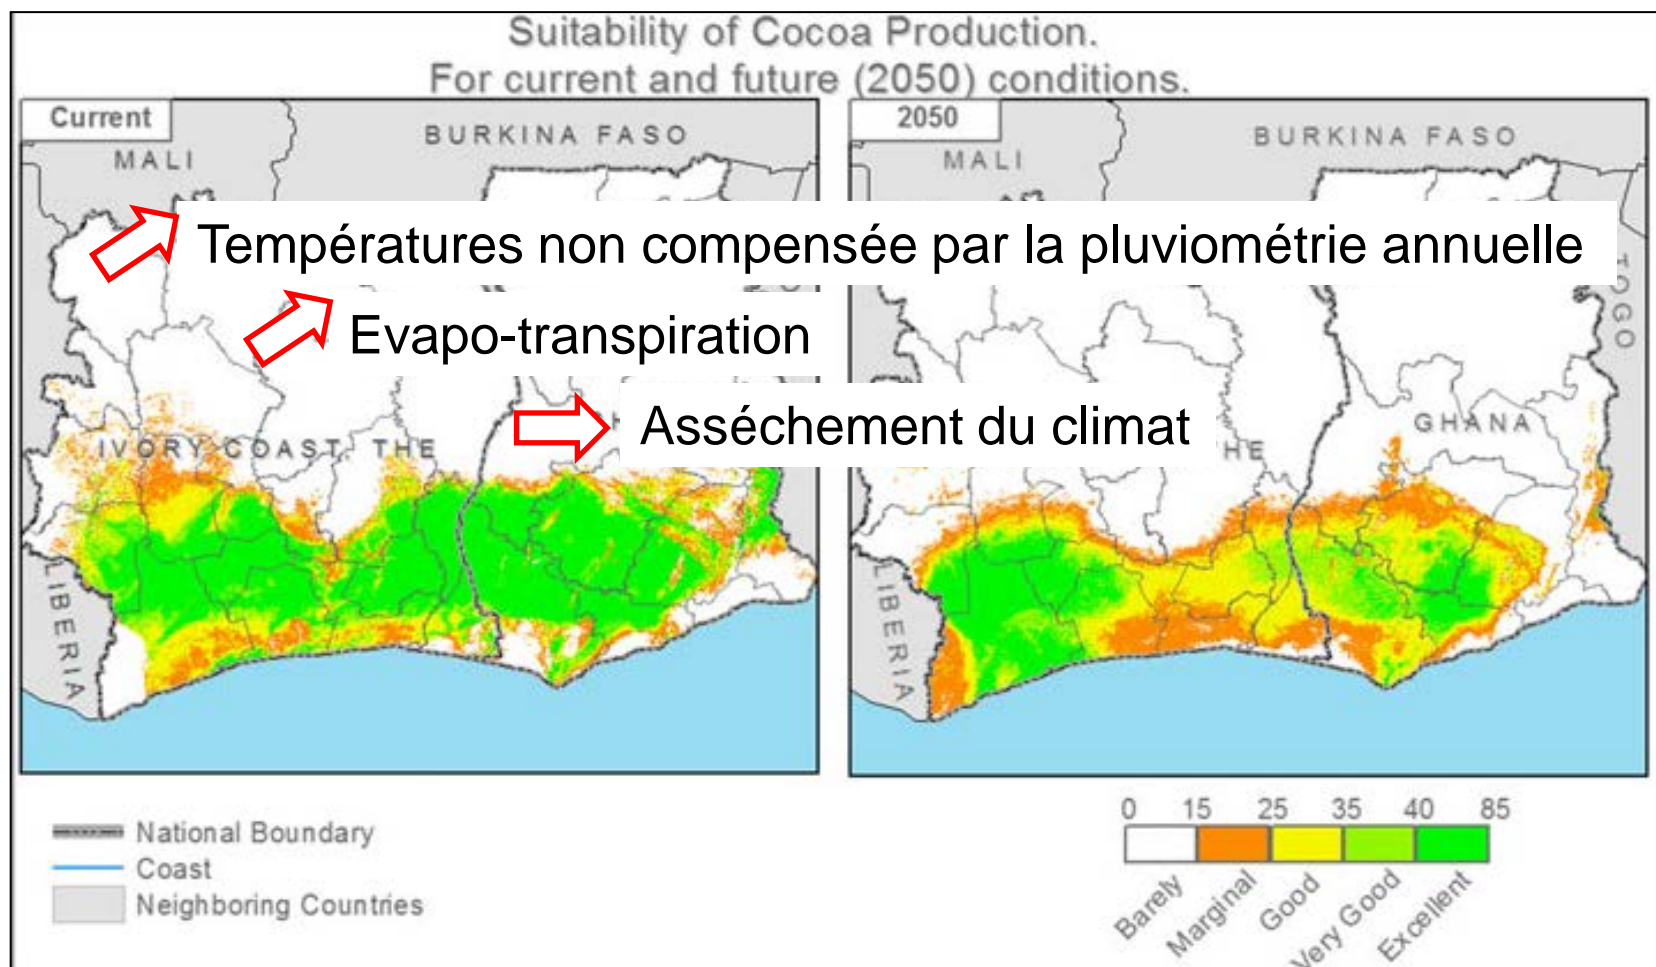 Suitability of Cocoa Production.
For current and future (2050) conditions.
Current
BURKINA FASO
MALI
2050
BURKINA FASO
MALI
Températures non compensée par la pluviométrie annuelle
TOGO
Evapo-transpiration
Asséchement du climat
IVORY COAST, THE
THE
GHANA
LIBERIA
LIBERIA
National Boundary
Coast
Neighboring Countries
0 15 25 35 40 85
Barely Marginal Good Very Good Excellent